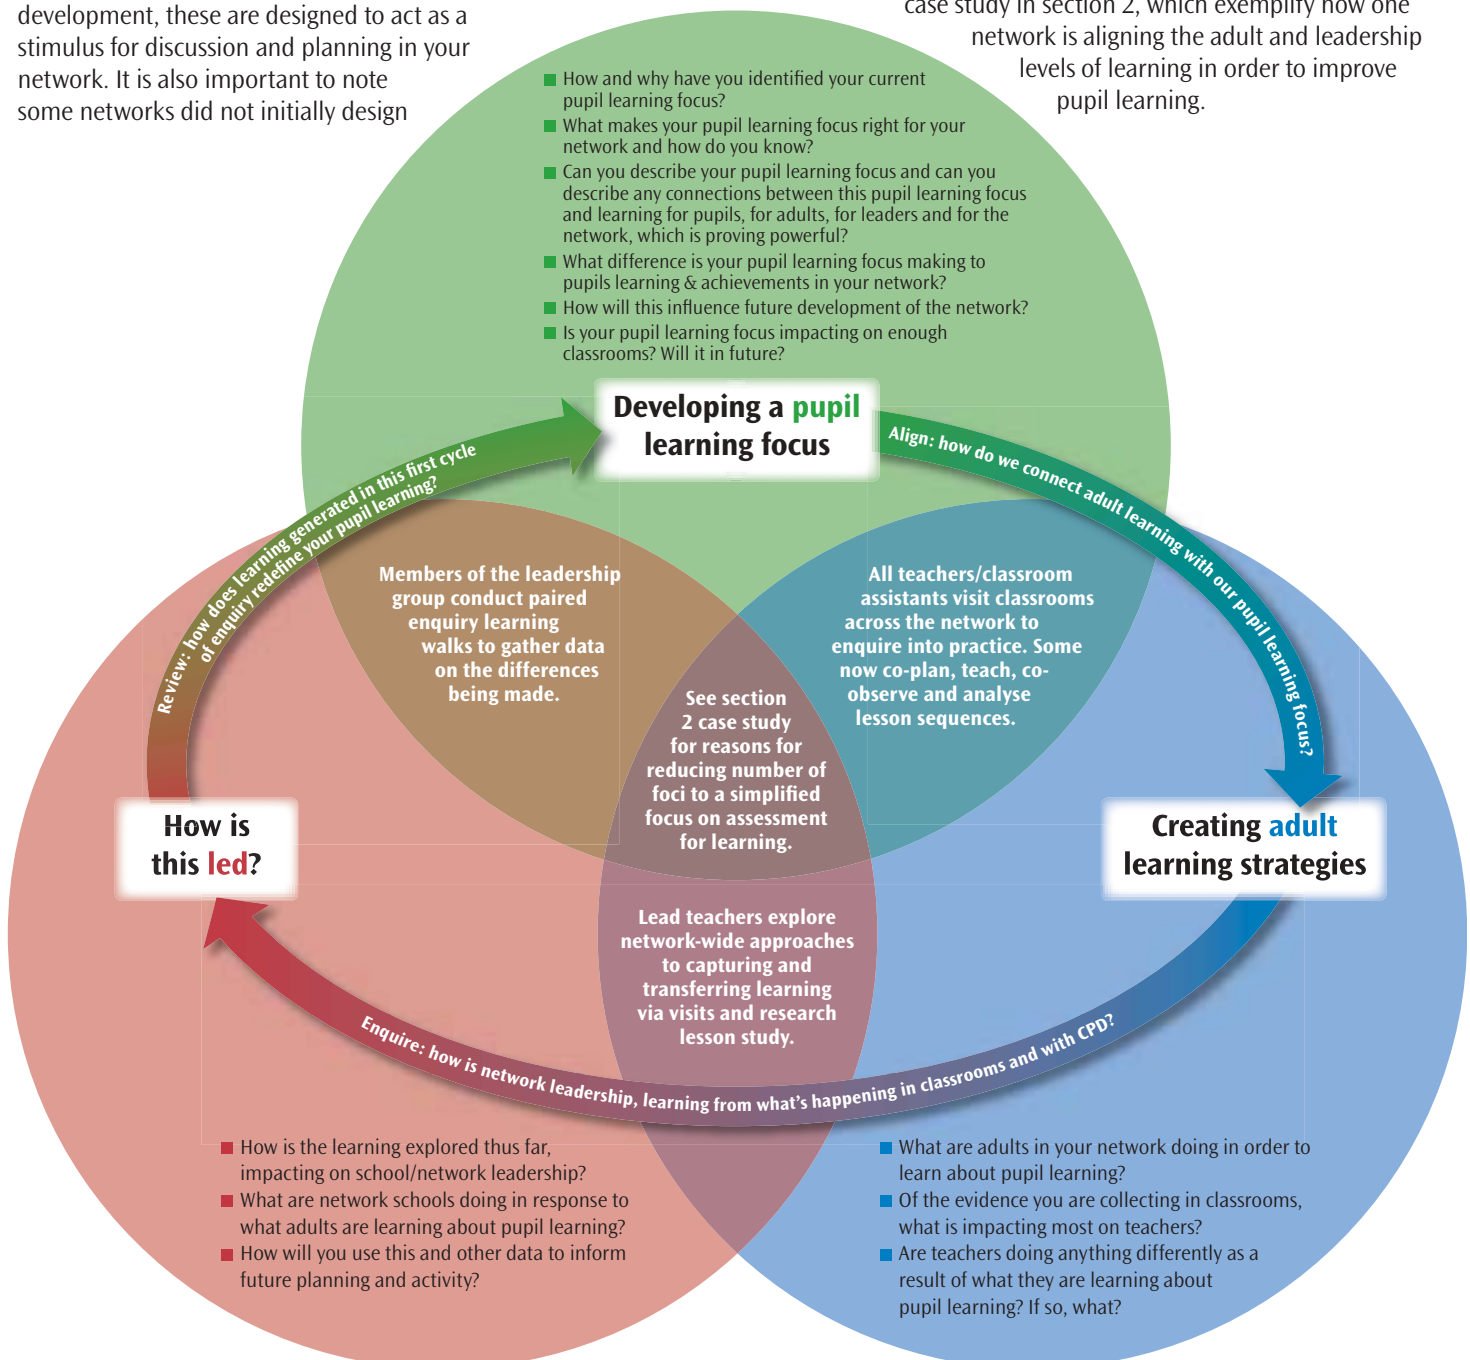 development, these are designed to act as a
stimulus for discussion and planning in your
network. It is also important to note
some networks did not initially design
case study in section 2, which exemplify how one
network is aligning the adult and leadership
levels of learning in order to improve
pupil learning.
■ How and why have you identified your current
pupil learning focus?
■ What makes your pupil learning focus right for your
network and how do you know?
■ Can you describe your pupil learning focus and can you
describe any connections between this pupil learning focus
and learning for pupils, for adults, for leaders and for the
network, which is proving powerful?
■ What difference is your pupil learning focus making to
pupils learning & achievements in your network?
■ How will this influence future development of the network?
■ Is your pupil learning focus impacting on enough
classrooms? Will it in future?
Developing a pupil
learning focus
Align: how do we connect adult learning with our pupil learning focus?
Review: how does learning generated in this first cycle
of enquiry redefine your pupil learning?
Members of the leadership
group conduct paired
enquiry learning
walks to gather data
on the differences
being made.
All teachers/classroom
assistants visit classrooms
across the network to
enquire into practice. Some
now co-plan, teach, co-
observe and analyse
lesson sequences.
See section
2 case study
for reasons for
reducing number of
foci to a simplified
focus on assessment
for learning.
How is
this led?
Creating adult
learning strategies
Lead teachers explore
network-wide approaches
to capturing and
transferring learning
via visits and research
lesson study.
Enquire: how is network leadership, learning from what's happening in classrooms and with CPD?
■ How is the learning explored thus far,
impacting on school/network leadership?
■ What are network schools doing in response to
what adults are learning about pupil learning?
■ How will you use this and other data to inform
future planning and activity?
■ What are adults in your network doing in order to
learn about pupil learning?
■ Of the evidence you are collecting in classrooms,
what is impacting most on teachers?
■ Are teachers doing anything differently as a
result of what they are learning about
pupil learning? If so, what?